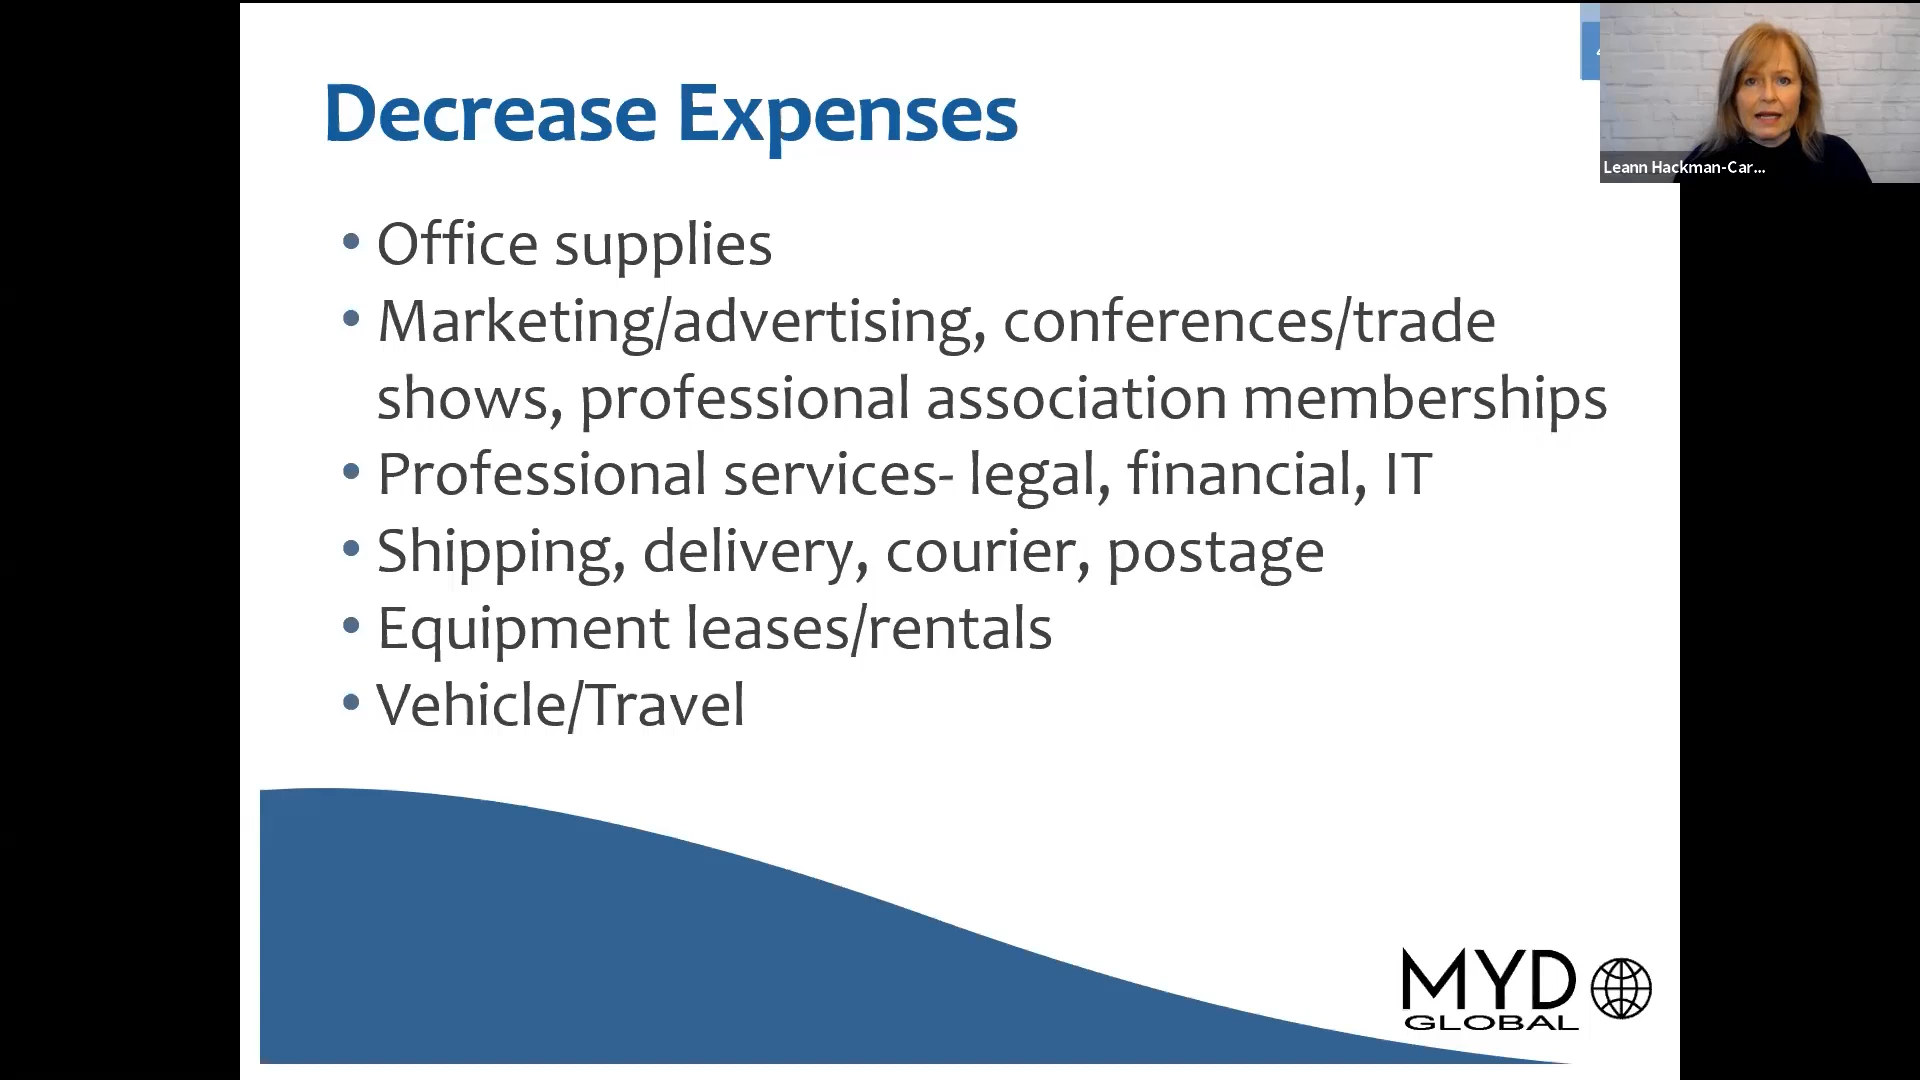 Decrease Expenses
Leann Hackman-Car...
• Office supplies
• Marketing/advertising, conferences/trade
shows, professional association memberships
• Professional services- legal, financial, IT
• Shipping, delivery, courier, postage
• Equipment leases/rentals
• Vehicle/Travel
MYD
GLOBAL